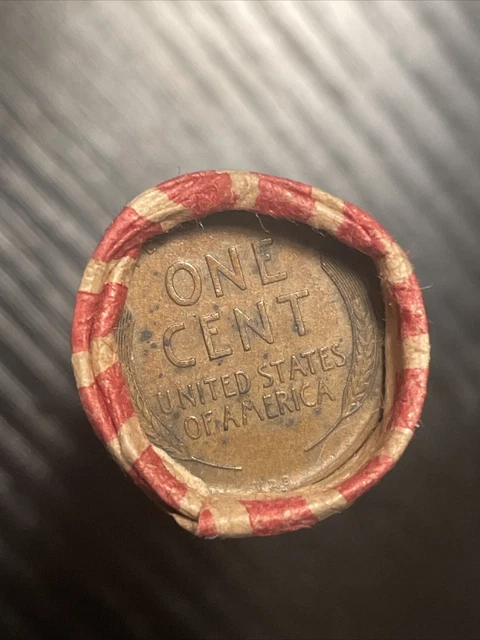 ONE
CENT
UNITED STATES
OF AMERICA